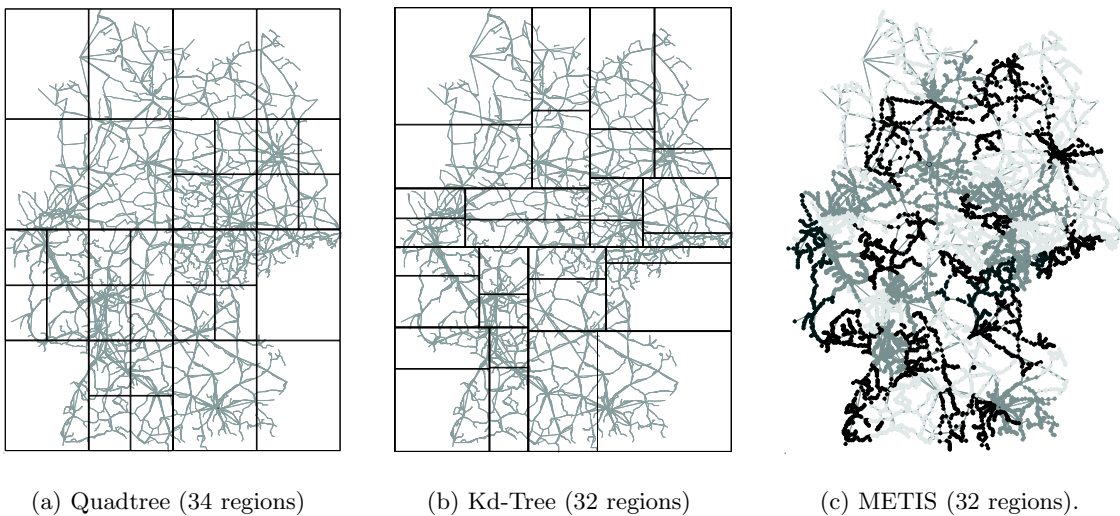 (a) Quadtree (34 regions)
(b) Kd-Tree (32 regions)
(c) METIS (32 regions).